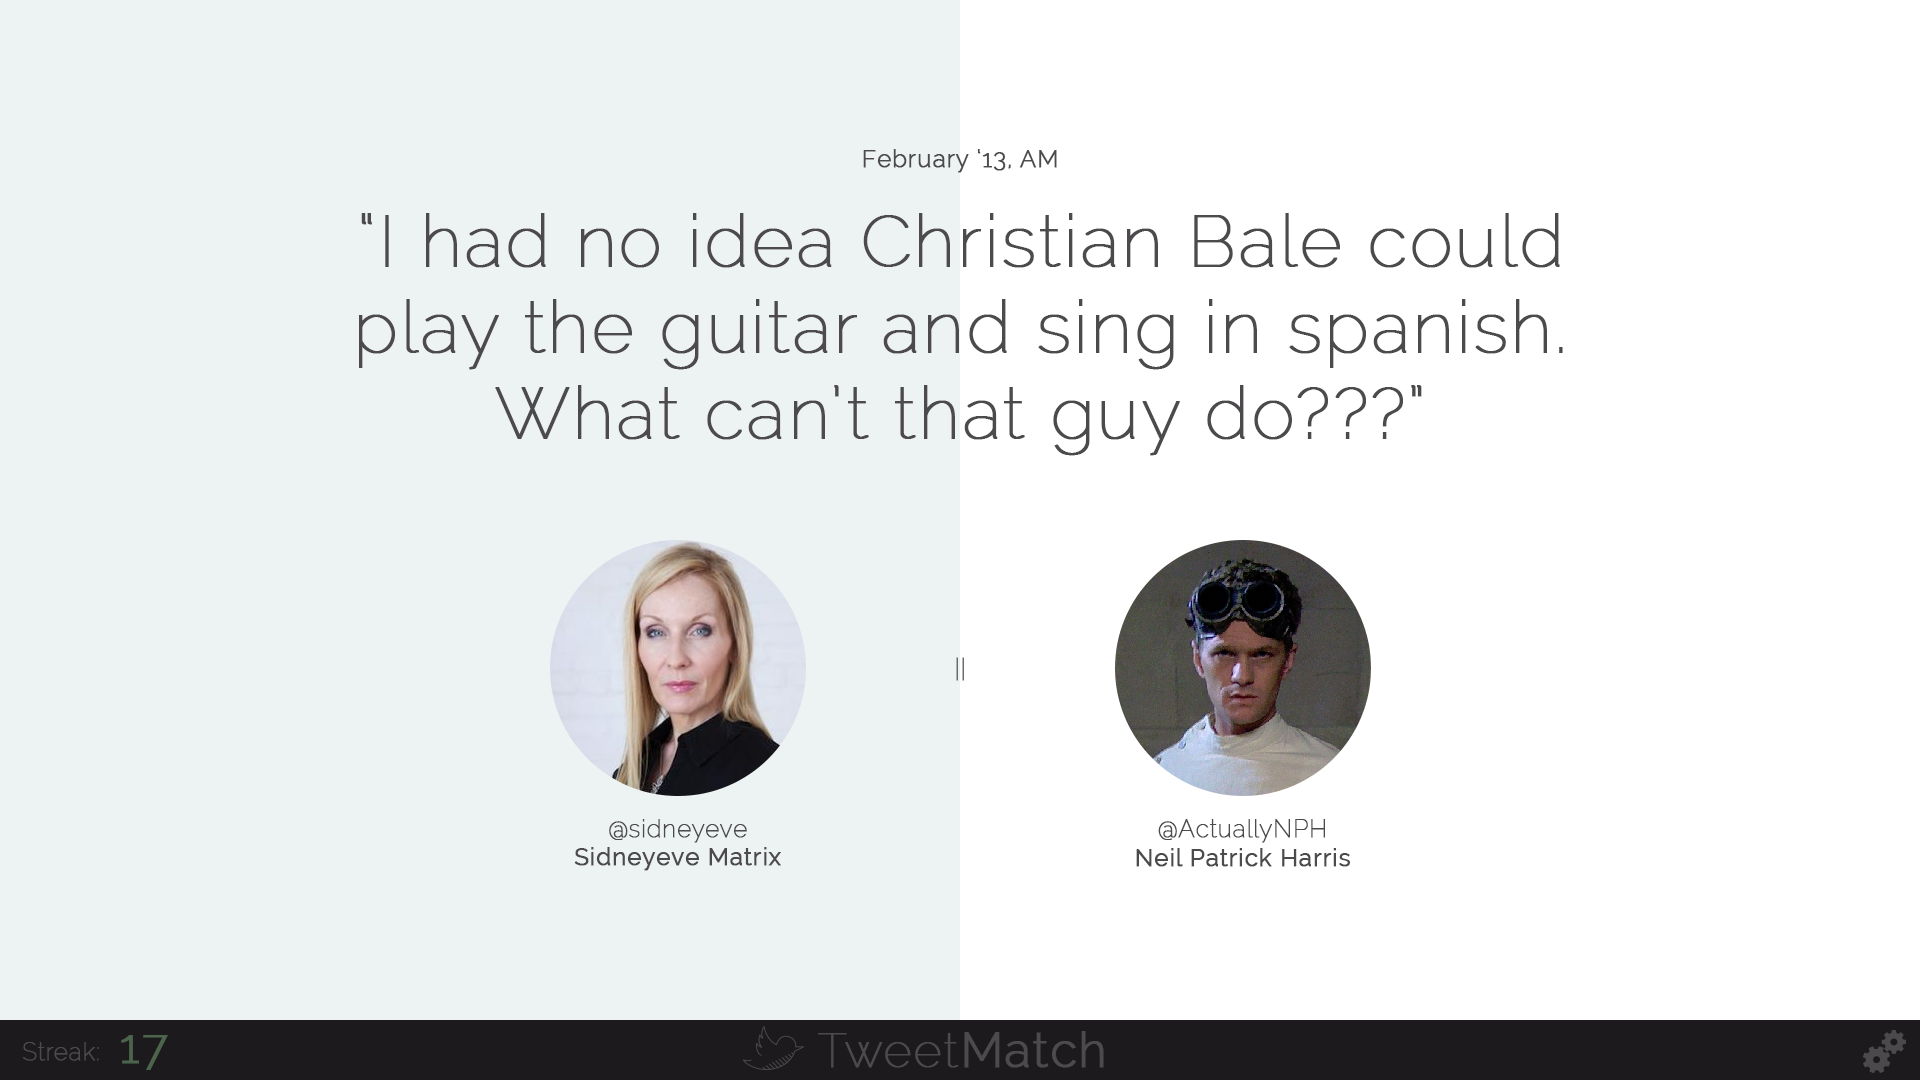 February '13, AM
“I had no idea Christian Bale could
play the guitar and sing in spanish.
What can't that guy do???”
||
@sidneyeve
Sidneyeve Matrix
@ActuallyNPH
Neil Patrick Harris
Streak: 17
TweetMatch